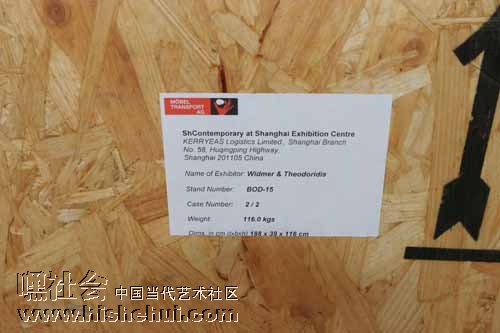 MÖBEL
TRANSPORT
AG
ShContemporary at Shanghai Exhibition Centre
KERRYEAS Logistics Limited., Shanghai Branch
No. 58, Huqingping Highway,
Shanghai 201105 China
Name of Exhibitor: Widmer & Theodoridis
Stand Number: BOD-15
Case Number: 2 / 2
Weight: 116.0 kgs
Dims. in cm (lxbxh) 198 x 39 x 116 cm
嘿社会 中国当代艺术社区
www.hishehui.com